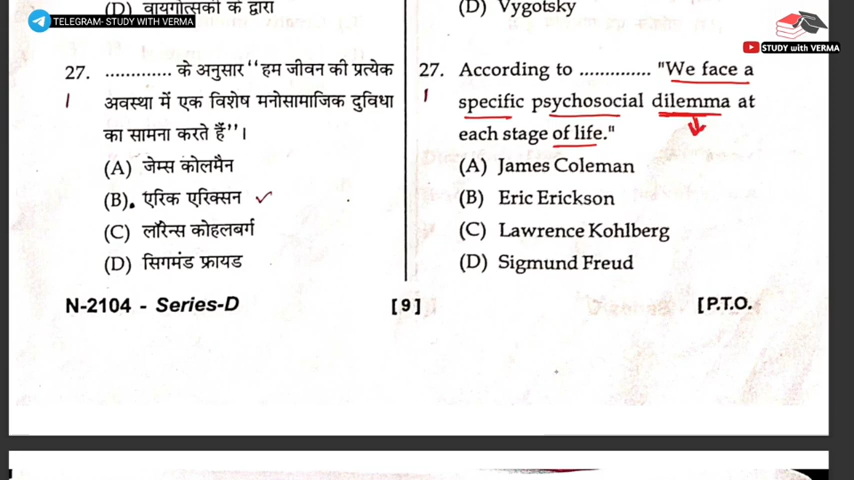 (D) वायगोत्सकी के द्वारा
TELEGRAM- STUDY WITH VERMA
27. ............. के अनुसार "हम जीवन की प्रत्येक
अवस्था में एक विशेष मनोसामाजिक दुविधा
का सामना करते हैं"।
(A) जेम्स कोलमैन
(B). एरिक एरिक्सन
(C) लॉरेन्स कोहलबर्ग
(D) सिगमंड फ्रायड
N-2104 - Series-D
(D) Vygotsky
STUDY with VERMA
27. According to .............. "We face a
specific psychosocial dilemma at
each stage of life."
(A) James Coleman
(B) Eric Erickson
(C) Lawrence Kohlberg
(D) Sigmund Freud
[9]
[P.T.O.